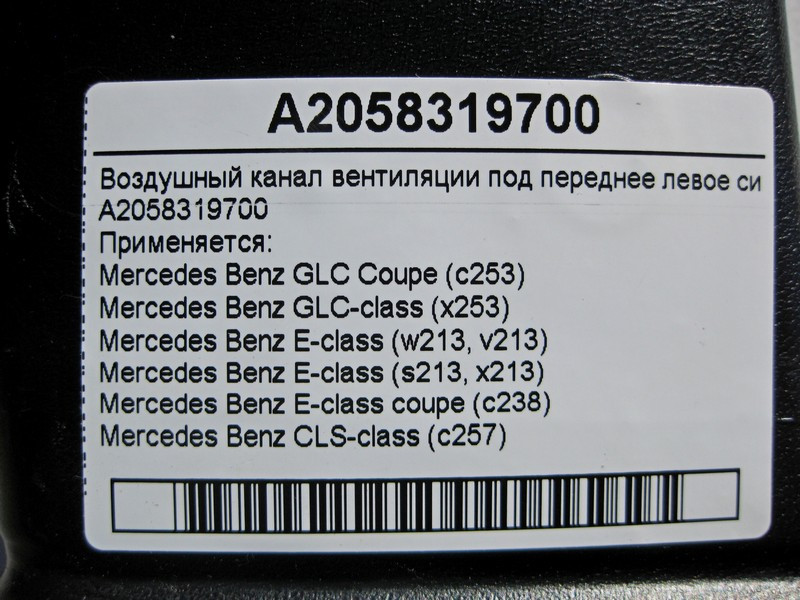 A2058319700
Воздушный канал вентиляции под переднее левое си
A2058319700
Применяется:
Mercedes Benz GLC Coupe (c253)
Mercedes Benz GLC-class (x253)
Mercedes Benz E-class (w213, v213)
Mercedes Benz E-class (s213, x213)
Mercedes Benz E-class coupe (c238)
Mercedes Benz CLS-class (c257)